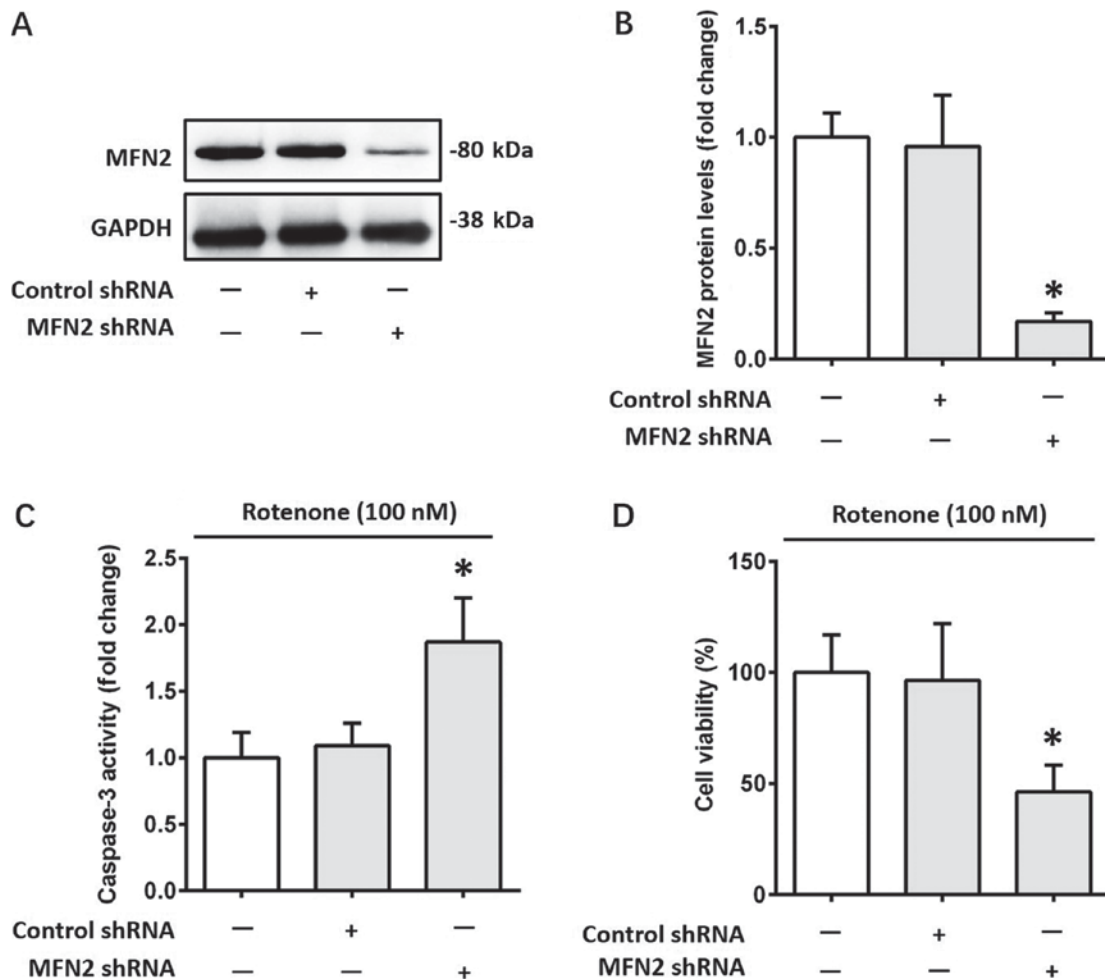 A
MFN2
-80 kDa
GAPDH
-38 kDa
Control shRNA — + —
MFN2 shRNA — — +
B
MFN2 protein levels (fold change)
1.5
1.0
0.5
0.0
*
Control shRNA — + —
MFN2 shRNA — — +
C
Rotenone (100 nM)
Caspase-3 activity (fold change)
2.5
2.0
1.5
1.0
0.5
0.0
*
Control shRNA — + —
MFN2 shRNA — — +
D
Rotenone (100 nM)
Cell viability (%)
150
100
50
0
*
Control shRNA — + —
MFN2 shRNA — — +